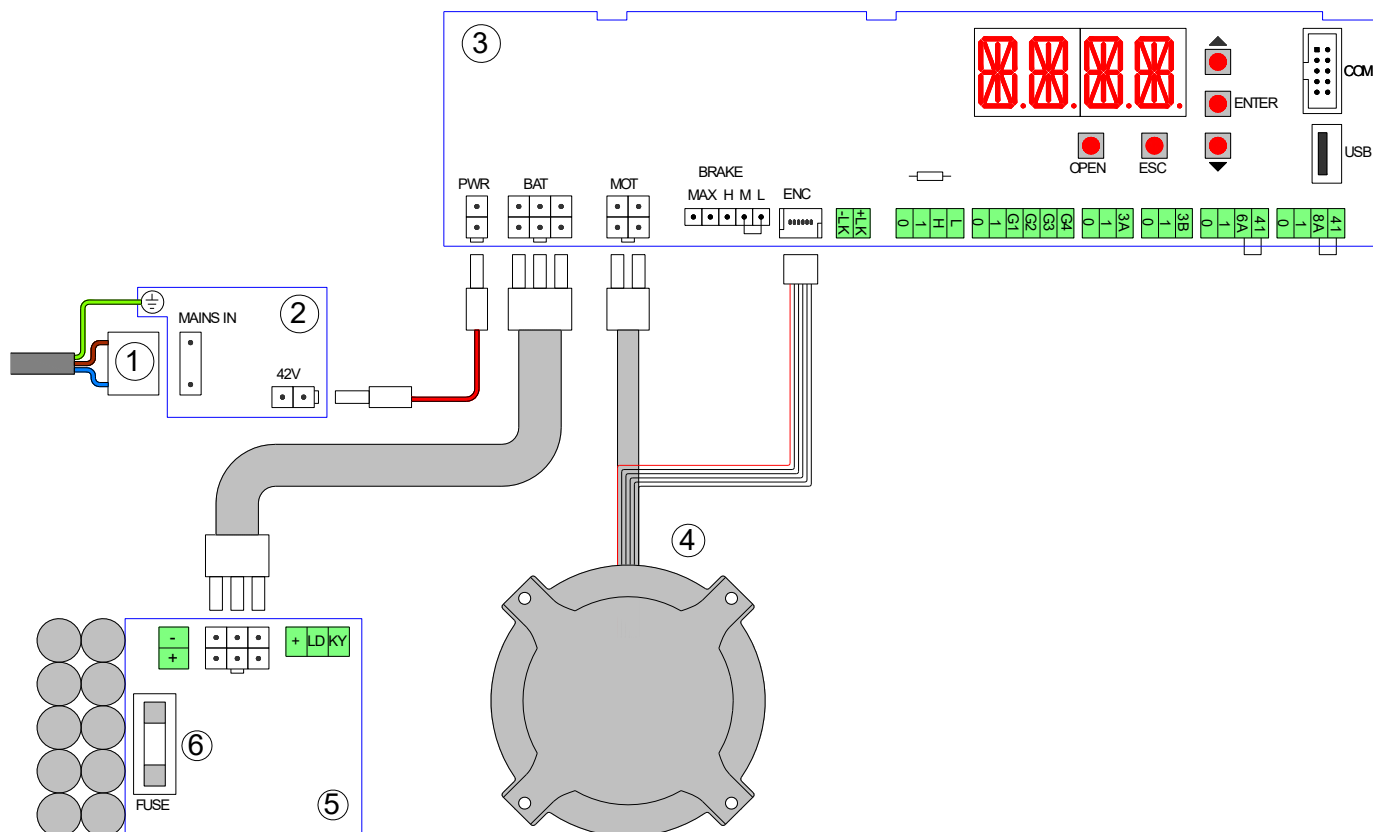 3
COM
ENTER
USB
OPEN ESC
PWR BAT MOT
BRAKE
MAX H M L
ENC
-LK +LK
0 1 H L
0 1 G1 G2 G3 G4
0 1 3A
0 1 3B
0 1 6A 41
0 1 8A 41
2
MAINS IN
1
42V
4
-
+
+ LD KY
6
FUSE
5